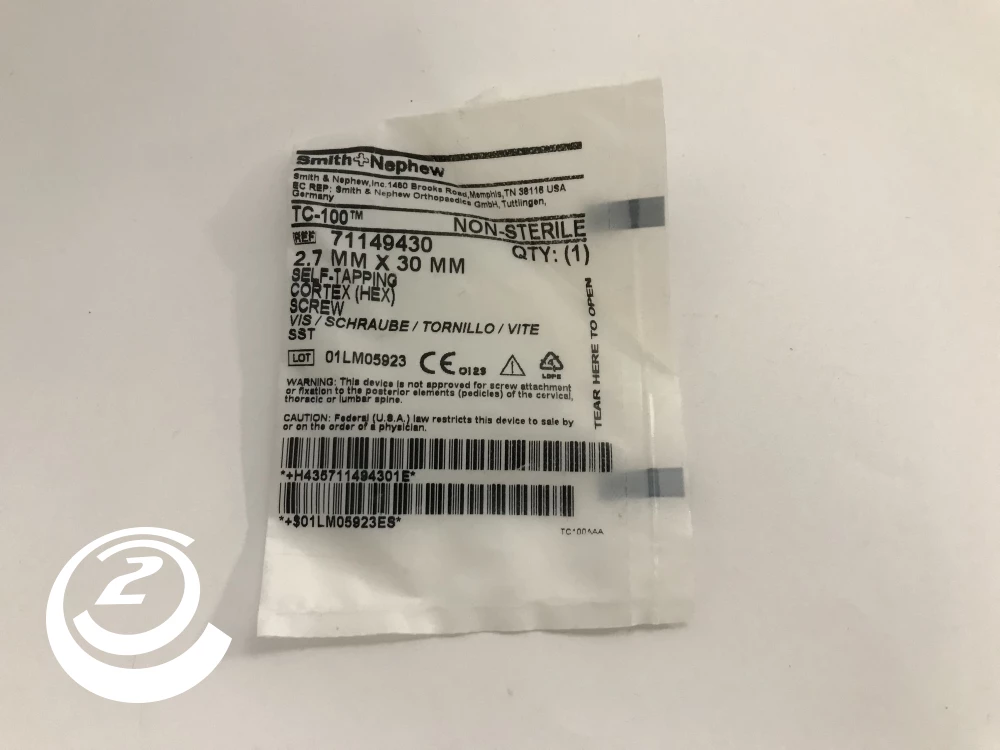 Smith+Nephew
Smith & Nephew, Inc. 1450 Brooks Road, Memphis, TN 38116 USA
EC REP: Smith & Nephew Orthopaedics GmbH, Tuttlingen,
Germany
TC-100™
NON-STERILE
REF 71149430
QTY: (1)
2.7 MM X 30 MM
SELF-TAPPING
CORTEX (HEX)
SCREW
VIS / SCHRAUBE / TORNILLO / VITE
SST
LOT 01LM05923 CE 0123
LDPE
WARNING: This device is not approved for screw attachment
or fixation to the posterior elements (pedicles) of the cervical,
thoracic or lumbar spine.
CAUTION: Federal (U.S.A.) law restricts this device to sale by
or on the order of a physician.
*+H435711494301E*
*+$01LM05923ES*
TC100AAA
TEAR HERE TO OPEN
2